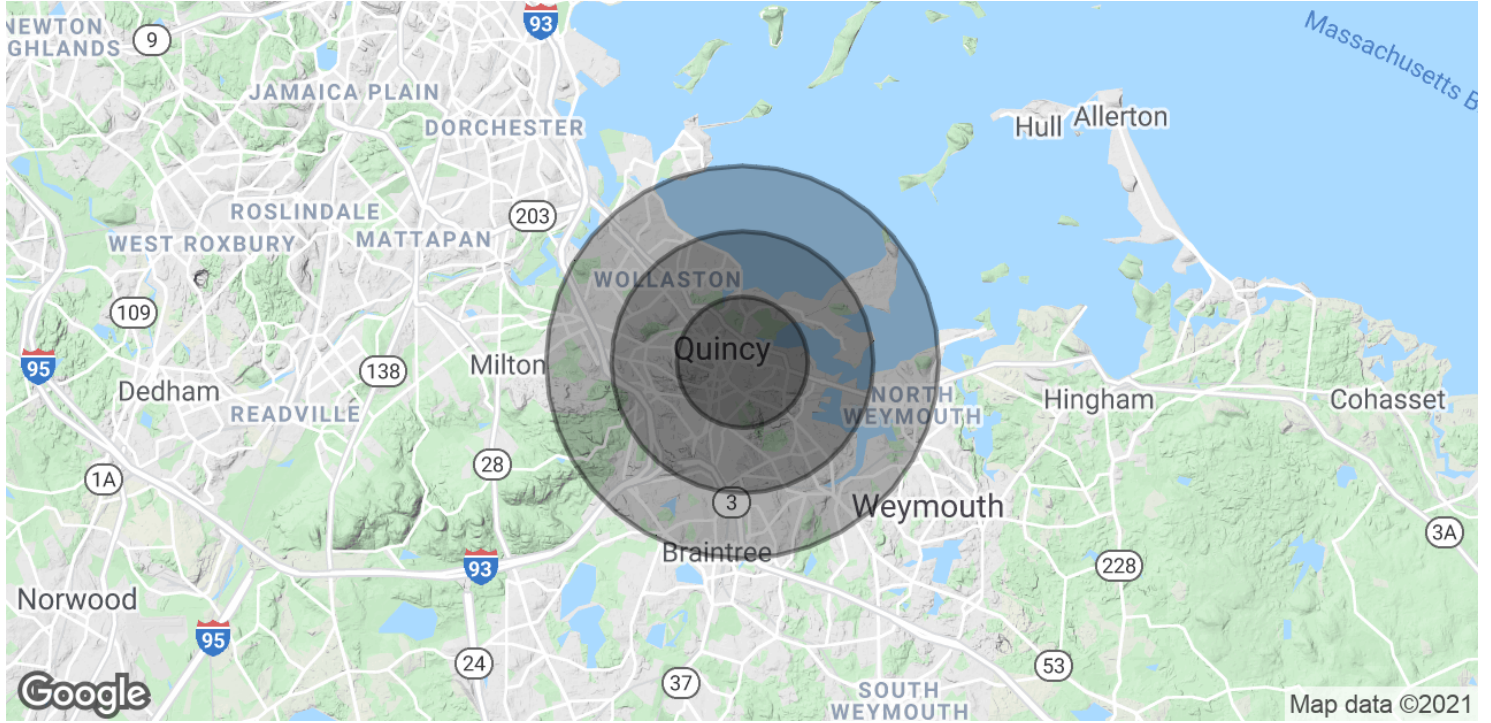 NEWTON
GHLANDS
9
93
Massachusetts B
JAMAICA PLAIN
DORCHESTER
Hull
Allerton
ROSLINDALE
203
WEST ROXBURY
MATTAPAN
WOLLASTON
109
Quincy
95
Milton
138
Dedham
NORTH
WEYMOUTH
Hingham
Cohasset
READVILLE
28
1A
3
Weymouth
3A
Braintree
93
228
Norwood
95
24
53
37
SOUTH
WEYMOUTH
Google
Map data ©2021